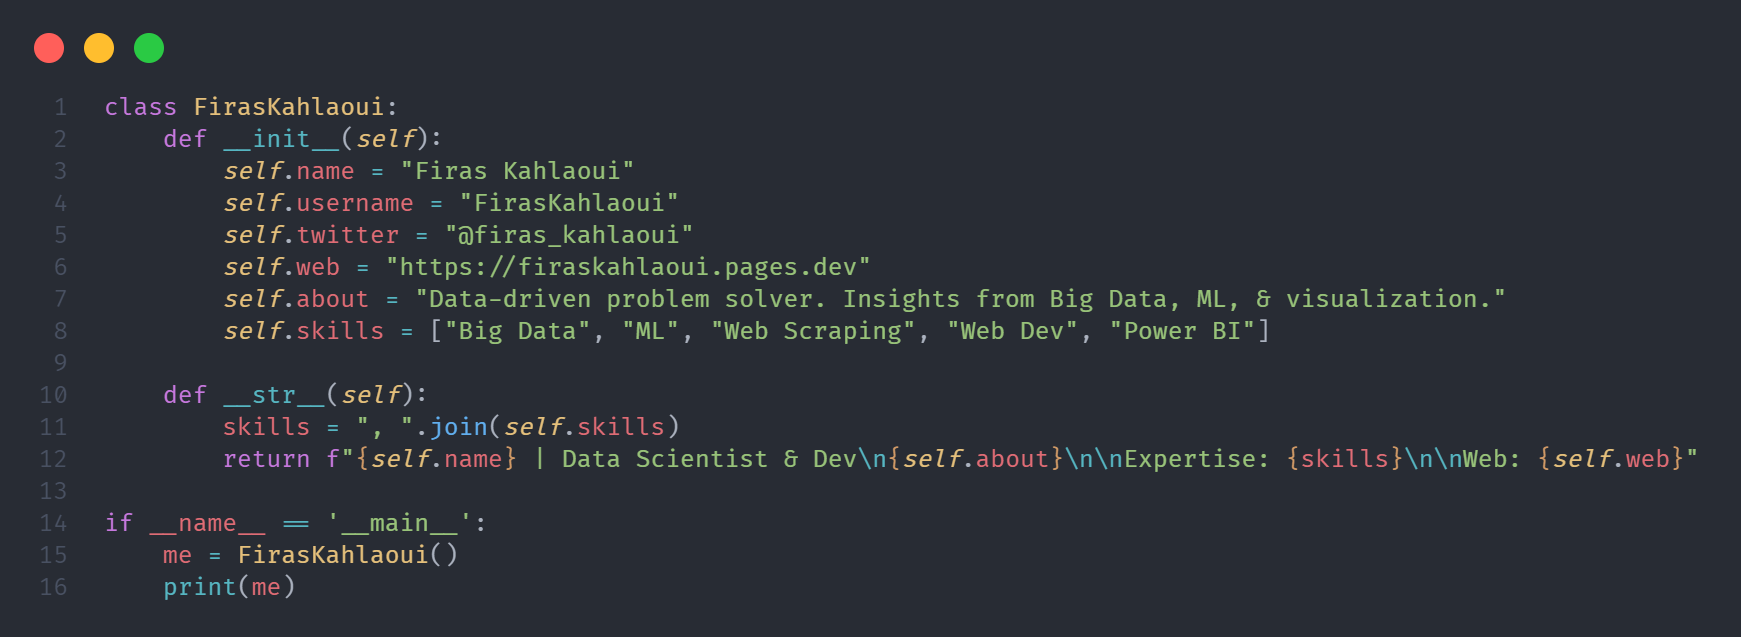 1 class FirasKahlaoui:
2     def __init__(self):
3         self.name = "Firas Kahlaoui"
4         self.username = "FirasKahlaoui"
5         self.twitter = "@firas_kahlaoui"
6         self.web = "https://firaskahlaoui.pages.dev"
7         self.about = "Data-driven problem solver. Insights from Big Data, ML, & visualization."
8         self.skills = ["Big Data", "ML", "Web Scraping", "Web Dev", "Power BI"]
9
10     def __str__(self):
11         skills = ", ".join(self.skills)
12         return f"{self.name} | Data Scientist & Dev\n{self.about}\n\nExpertise: {skills}\n\nWeb: {self.web}"
13
14 if __name__ == '__main__':
15     me = FirasKahlaoui()
16     print(me)